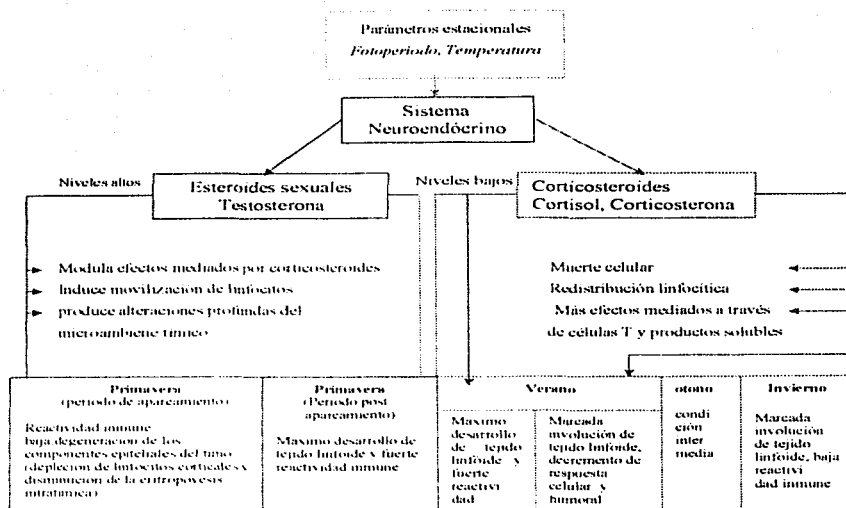 Parámetros estacionales
Fotoperíodo, Temperatura
Sistema
Neuroendócrino
Niveles altos
Esteroides sexuales
Testosterona
Niveles bajos
Corticosteroides
Cortisol, Corticosterona
Modula efectos mediados por corticosteroides
Induce movilización de linfocitos
produce alteraciones profundas del
microambiene tímico
Muerte celular
Redistribución linfocítica
Más efectos mediados a través
de células T y productos solubles
Primavera
(periodo de apareamiento)
Reactividad inmune
baja degeneración de los
componentes epiteliales del timo
(depleción de linfocitos corticales y
disminución de la eritropoyesis
intratímica)
Primavera
(Periodo post
apareamiento)
Maximo desarrollo de
tejido linfoide y fuerte
reactividad inmune
Verano
Maximo
desarrollo
de tejido
linfóide y
fuerte
reactivi
dad
Marcada
involución de
tejido linfoide,
decremento de
respuesta
celular y
humoral
otono
condi
ción
inter
media
Invierno
Marcada
involución
de tejido
linfoide, baja
reactivi
dad inmune